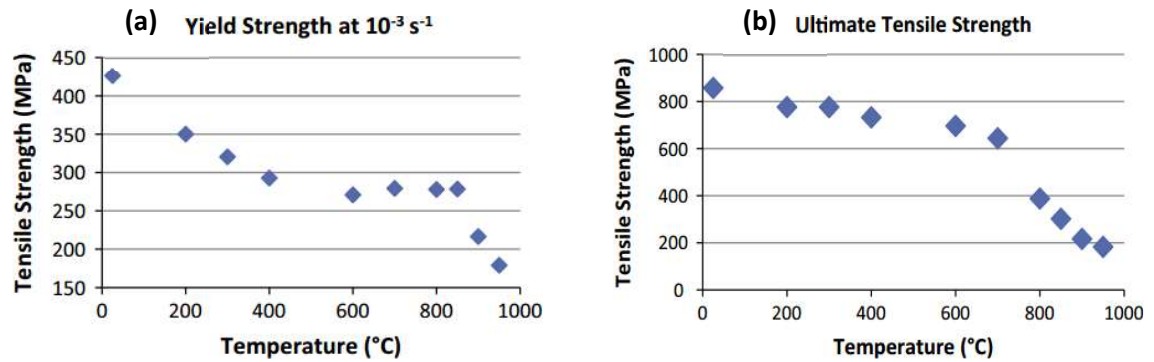 (a) Yield Strength at 10⁻³ s⁻¹
Tensile Strength (MPa)
450
400
350
300
250
200
150
0 200 400 600 800 1000
Temperature (°C)
(b) Ultimate Tensile Strength
Tensile Strength (MPa)
1000
800
600
400
200
0
0 200 400 600 800 1000
Temperature (°C)